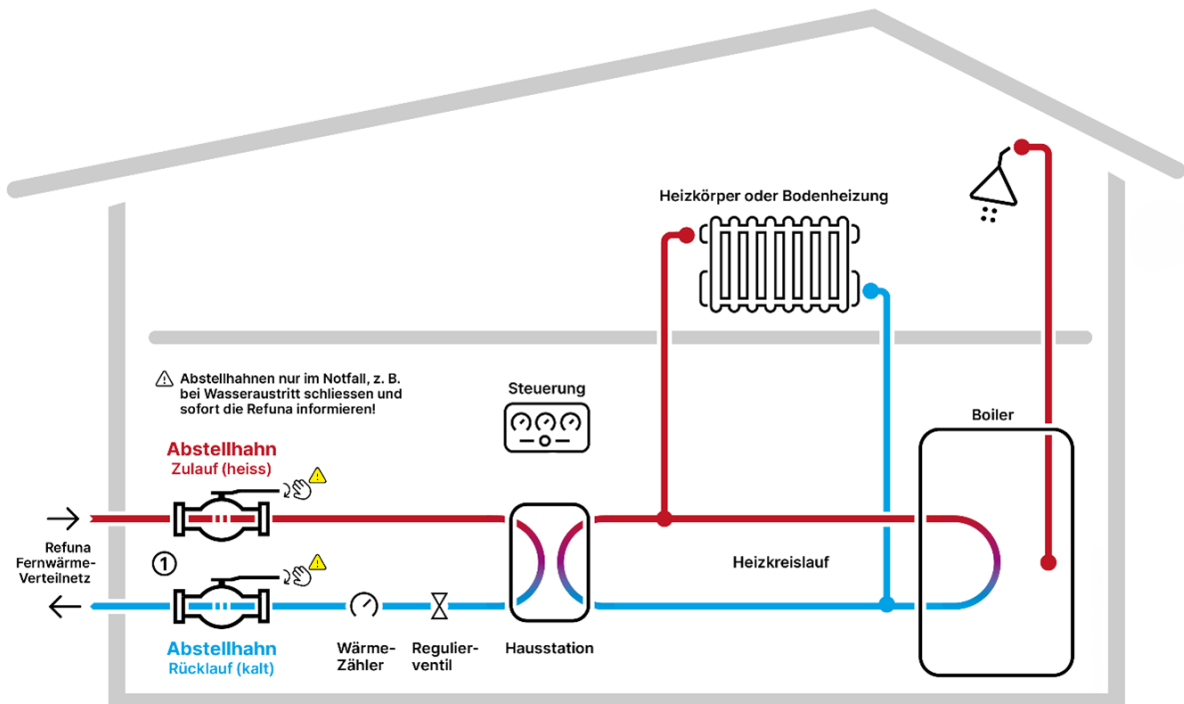 Heizkörper oder Bodenheizung
Abstellhahnen nur im Notfall, z. B.
bei Wasseraustritt schliessen und
sofort die Refuna informieren!
Steuerung
Boiler
Abstellhahn
Zulauf (heiss)
Refuna
Fernwärme-
Verteilnetz
1
Heizkreislauf
Abstellhahn
Rücklauf (kalt)
Wärme-
Zähler
Regulier-
ventil
Hausstation